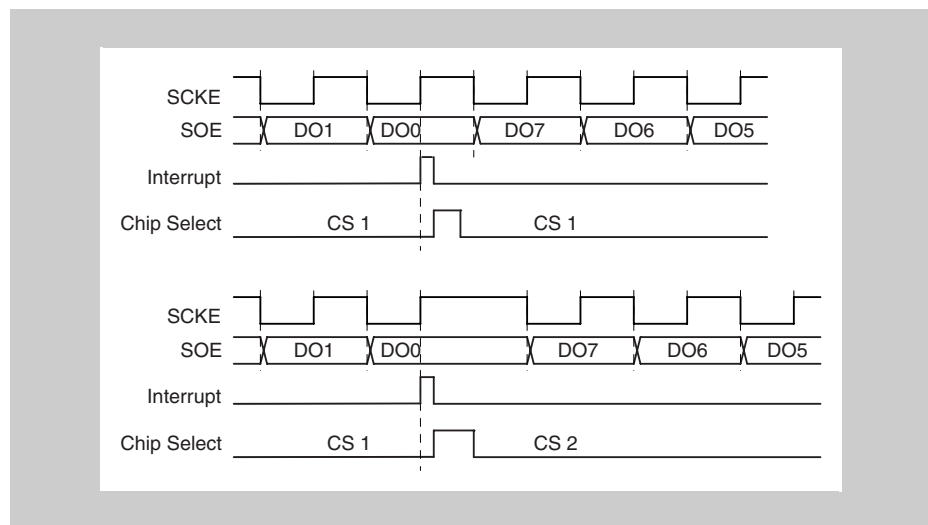 SCKE
SOE DO1 DO0 DO7 DO6 DO5
Interrupt
Chip Select CS 1 CS 1
SCKE
SOE DO1 DO0 DO7 DO6 DO5
Interrupt
Chip Select CS 1 CS 2